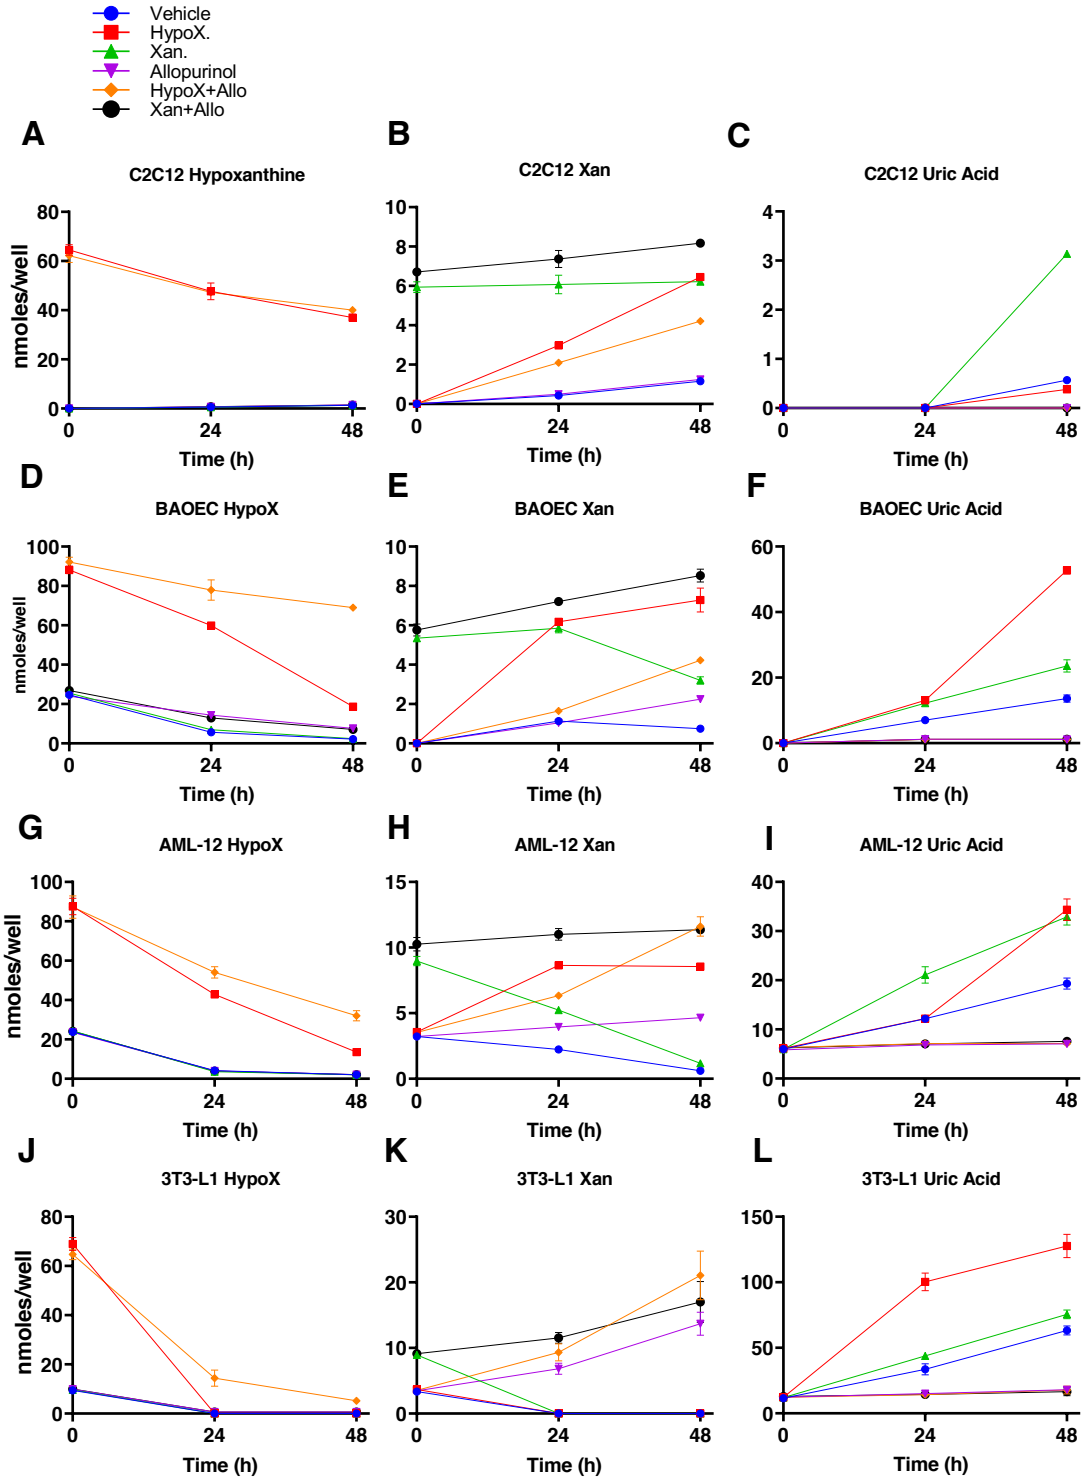 Vehicle
HypoX.
Xan.
Allopurinol
HypoX+Allo
Xan+Allo
A
B
C
C2C12 Hypoxanthine
C2C12 Xan
C2C12 Uric Acid
nmoles/well
80
60
40
20
0
0 24 48
Time (h)
10
8
6
4
2
0
0 24 48
Time (h)
4
3
2
1
0
0 24 48
Time (h)
D
E
F
BAOEC HypoX
BAOEC Xan
BAOEC Uric Acid
nmoles/well
100
80
60
40
20
0
0 24 48
Time (h)
10
8
6
4
2
0
0 24 48
Time (h)
60
40
20
0
0 24 48
Time (h)
G
H
I
AML-12 HypoX
AML-12 Xan
AML-12 Uric Acid
nmoles/well
100
80
60
40
20
0
0 24 48
Time (h)
15
10
5
0
0 24 48
Time (h)
40
30
20
10
0
0 24 48
Time (h)
J
K
L
3T3-L1 HypoX
3T3-L1 Xan
3T3-L1 Uric Acid
nmoles/well
80
60
40
20
0
0 24 48
Time (h)
30
20
10
0
0 24 48
Time (h)
150
100
50
0
0 24 48
Time (h)